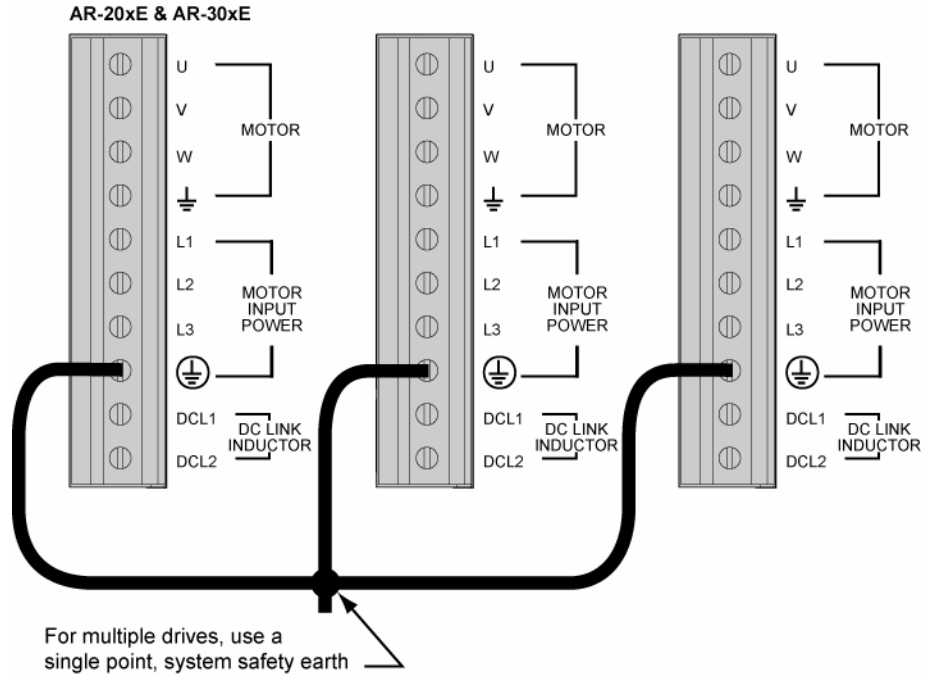 AR-20xE & AR-30xE
U
V
MOTOR
W
L1
L2
MOTOR
INPUT
POWER
L3
DCL1
DC LINK
INDUCTOR
DCL2
U
V
MOTOR
W
L1
L2
MOTOR
INPUT
POWER
L3
DCL1
DC LINK
INDUCTOR
DCL2
U
V
MOTOR
W
L1
L2
MOTOR
INPUT
POWER
L3
DCL1
DC LINK
INDUCTOR
DCL2
For multiple drives, use a
single point, system safety earth